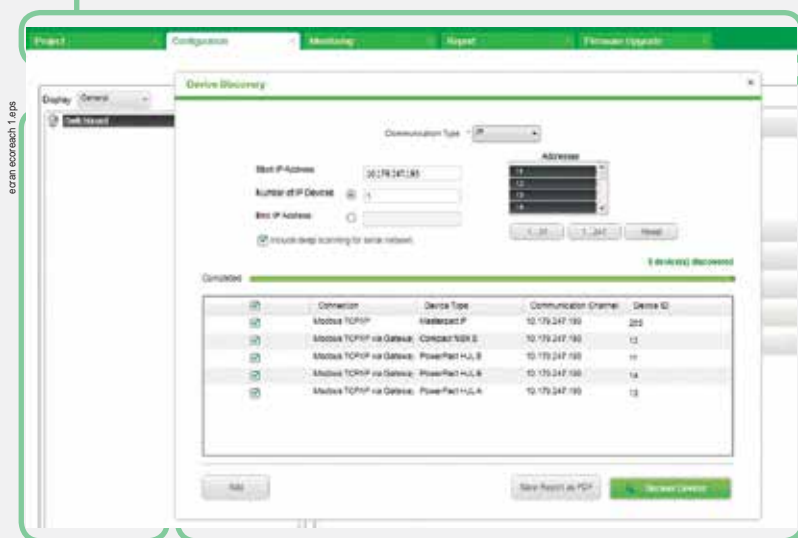 ecran ecoreach 1.eps
Project
Configuration
Monitoring
Report
Firmware Upgrade
Display General
Switchboard
Device Discovery
Communication Type * IP
Start IP Address 10.179.247.193
Number of IP Devices 1
End IP Address
Include deep scanning for serial network
Addresses
11
12
13
14
1...247
Reset
5 device(s) discovered
Completed
Connection Device Type Communication Channel Device ID
Modbus TCP/IP Masterpact IP 10.179.247.193 255
Modbus TCP/IP via Gateway Compact NSX E 10.179.247.193
Modbus TCP/IP via Gateway PowerPact H,J,L 10.179.247.193 11
Modbus TCP/IP via Gateway PowerPact H,J,L 10.179.247.193 14
Modbus TCP/IP via Gateway PowerPact H,J,L A 10.179.247.193
Add
Save Report as PDF
Discover Devices